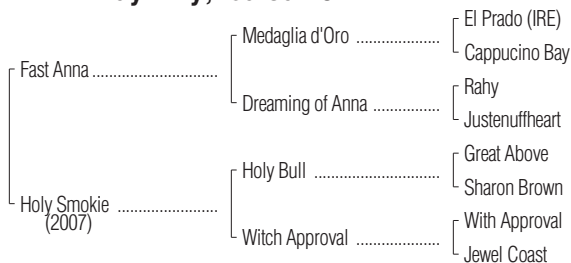 El Prado (IRE)
Medaglia d'Oro ....................
Cappucino Bay
Fast Anna ..............................
Rahy
Dreaming of Anna ................
Justenuffheart
Great Above
Holy Bull ..............................
Sharon Brown
Holy Smokie ........................
(2007)
With Approval
Witch Approval ....................
Jewel Coast